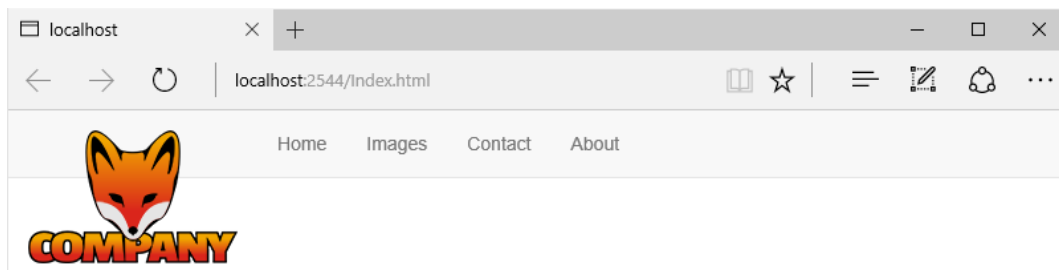 localhost
localhost:2544/Index.html
Home Images Contact About
COMPANY